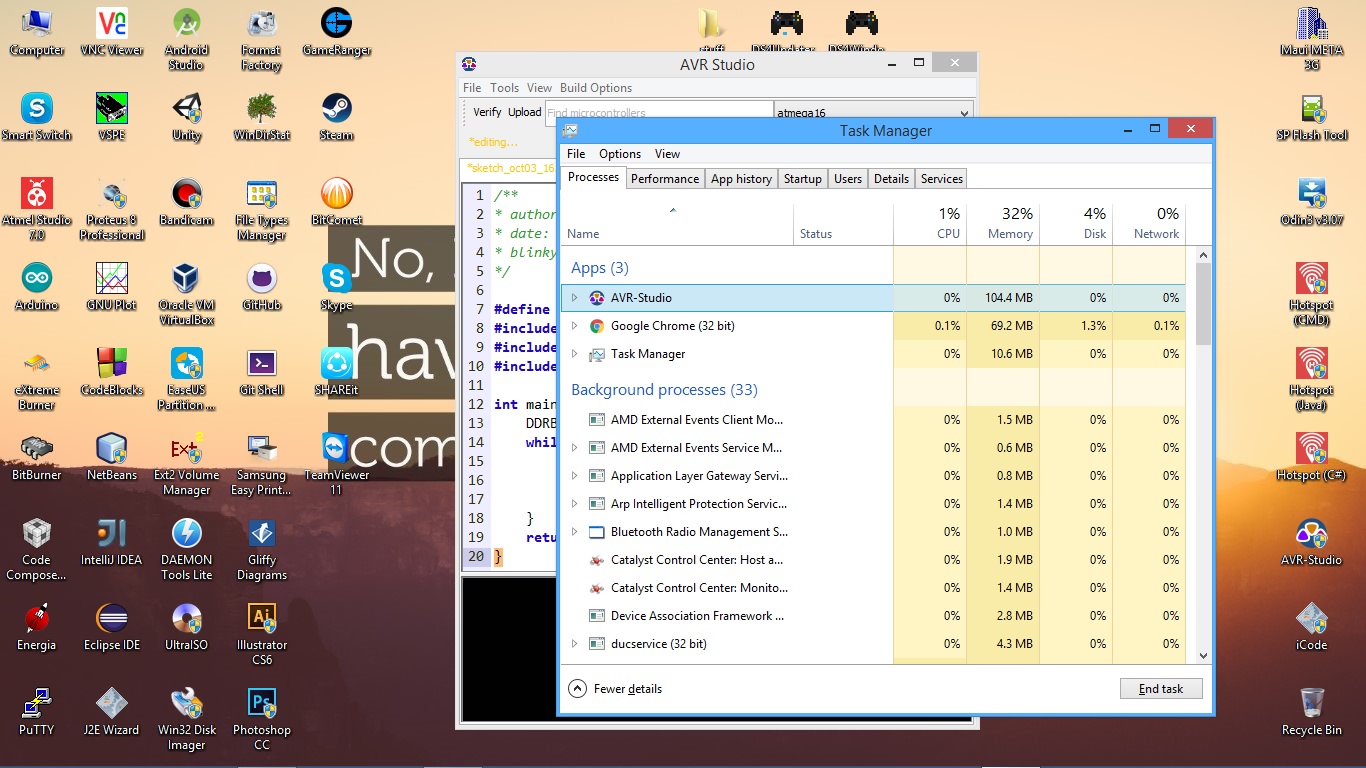 Computer
VNC Viewer
Android
Studio
Format
Factory
GameRanger
stuff
Maui META
3G
Smart Switch
VSPE
Unity
WinDirStat
Steam
SP Flash Tool
Atmel Studio
7.0
Proteus 8
Professional
Bandicam
File Types
Manager
BitComet
Odin3 v3.07
Arduino
GNU Plot
Oracle VM
VirtualBox
GitHub
Skype
Hotspot
(CMD)
eXtreme
Burner
CodeBlocks
EaseUS
Partition ...
Git Shell
SHAREit
Hotspot
(Java)
BitBurner
NetBeans
Ext2 Volume
Manager
Samsung
Easy Print...
TeamViewer
11
Hotspot (C#)
Code
Compose...
IntelliJ IDEA
DAEMON
Tools Lite
Gliffy
Diagrams
AVR-Studio
Energia
Eclipse IDE
UltraISO
Illustrator
CS6
iCode
PuTTY
J2E Wizard
Win32 Disk
Imager
Photoshop
CC
Recycle Bin
No,
hav
com
AVR Studio
File Tools View Build Options
Verify Upload Find microcontrollers atmega16
*editing...
*sketch_oct03_16
1 /**
2 * author
3 * date:
4 * blinky
5 */
6
7 #define
8 #include
9 #include
10 #include
11
12 int main
13 DDRB
14 whil
15
16
17
18 }
19 retu
20 }
Task Manager
File Options View
Processes Performance App history Startup Users Details Services
1% 32% 4% 0%
Name Status CPU Memory Disk Network
Apps (3)
AVR-Studio 0% 104.4 MB 0% 0%
Google Chrome (32 bit) 0.1% 69.2 MB 1.3% 0.1%
Task Manager 0% 10.6 MB 0% 0%
Background processes (33)
AMD External Events Client Mo... 0% 1.5 MB 0% 0%
AMD External Events Service M... 0% 0.6 MB 0% 0%
Application Layer Gateway Servi... 0% 0.8 MB 0% 0%
Arp Intelligent Protection Servic... 0% 1.4 MB 0% 0%
Bluetooth Radio Management S... 0% 1.0 MB 0% 0%
Catalyst Control Center: Host a... 0% 1.9 MB 0% 0%
Catalyst Control Center: Monito... 0% 1.4 MB 0% 0%
Device Association Framework ... 0% 2.8 MB 0% 0%
ducservice (32 bit) 0% 4.3 MB 0% 0%
Fewer details
End task